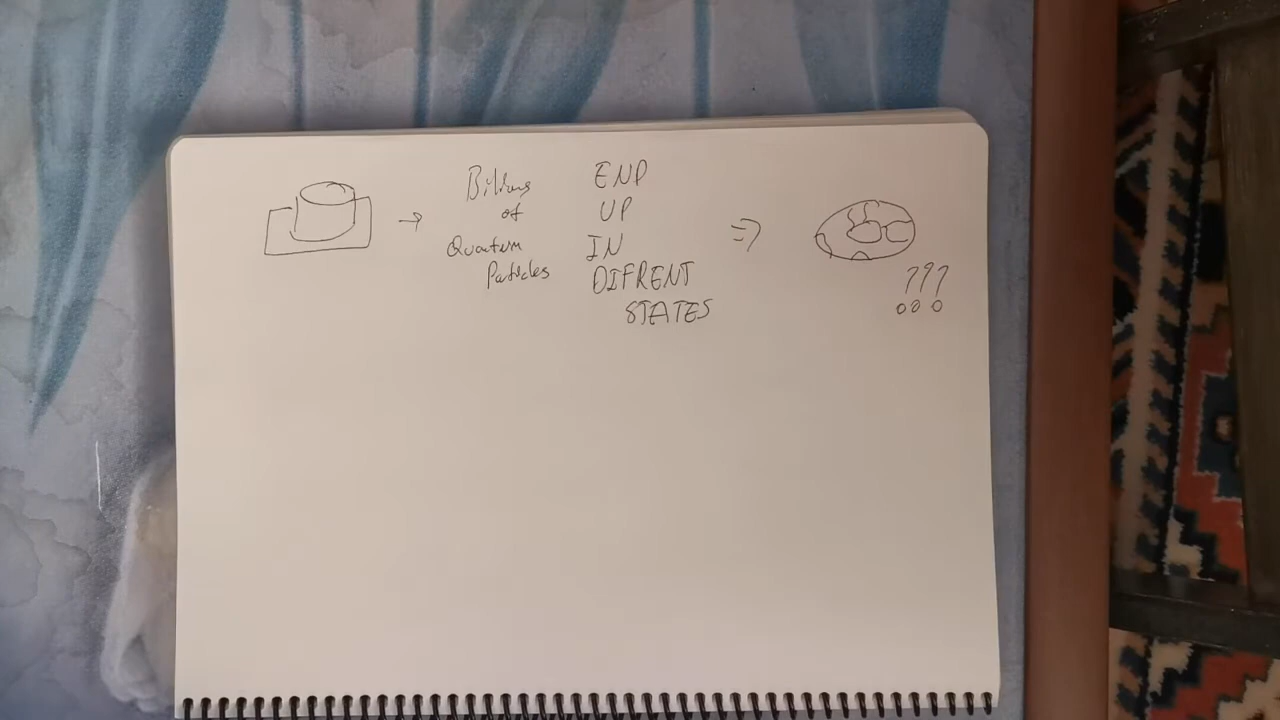 →
Billions
of
Quantum
Particles
END
UP
IN
DIFRENT
STATES
⇒
???